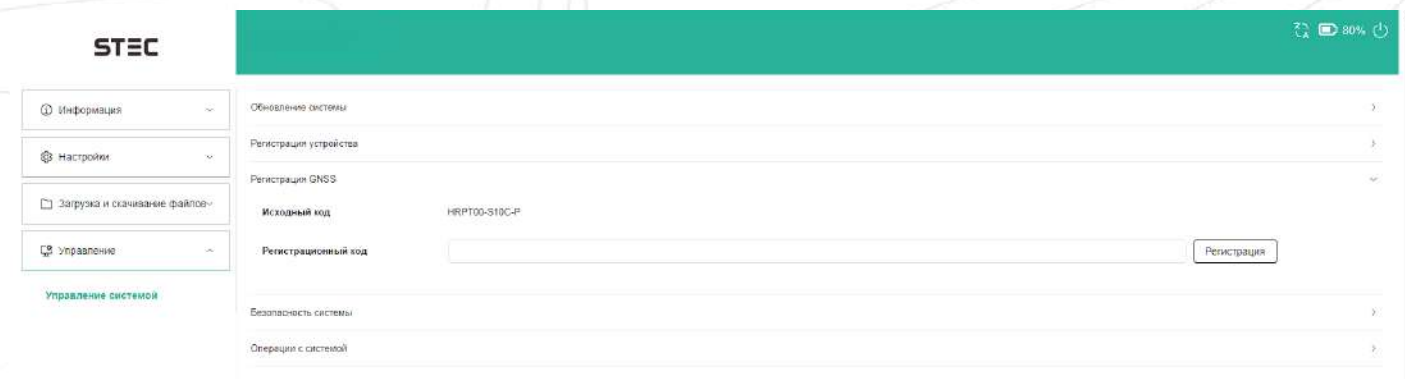 STEC
80%
Информация
Настройки
Загрузка и скачивание файлов
Управление
Управление системой
Обновление системы
Регистрация устройства
Регистрация GNSS
Исходный код HRPT00-S10C-P
Регистрационный код Регистрация
Безопасность системы
Операции с системой